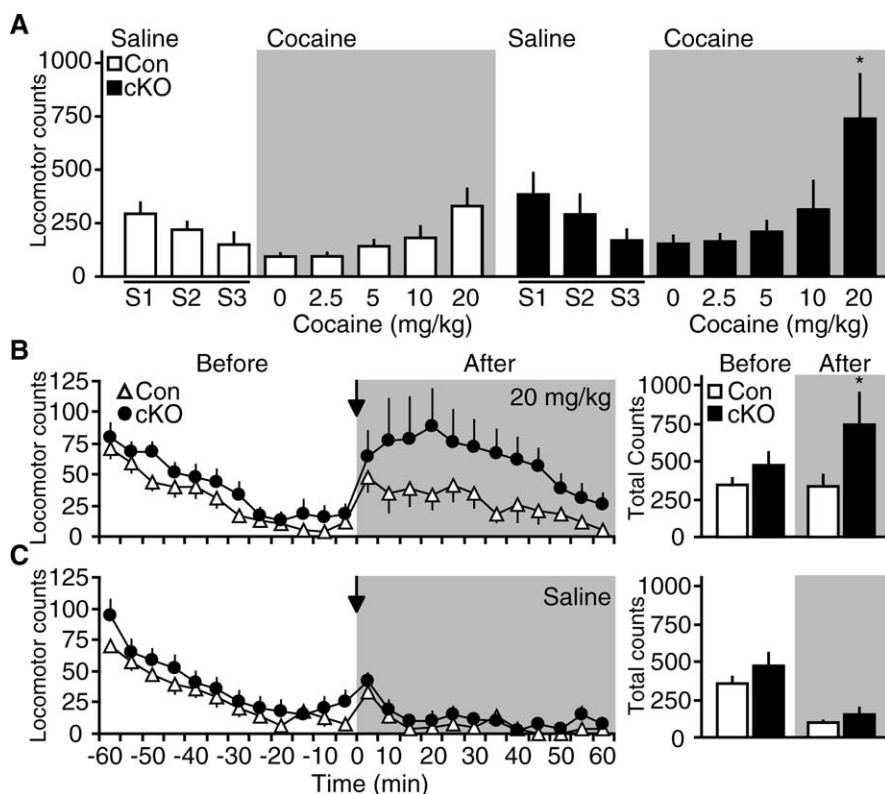 A
Saline Cocaine Saline Cocaine
Con
cKO
*
Locomotor counts
1000
750
500
250
0
S1 S2 S3 0 2.5 5 10 20 S1 S2 S3 0 2.5 5 10 20
Cocaine (mg/kg) Cocaine (mg/kg)
B
Before After
Con
cKO
20 mg/kg
Locomotor counts
125
100
75
50
25
0
Before After
Con
cKO
*
Total Counts
1000
750
500
250
0
C
Saline
Locomotor counts
125
100
75
50
25
0
-60 -50 -40 -30 -20 -10 0 10 20 30 40 50 60
Time (min)
Total counts
1000
750
500
250
0